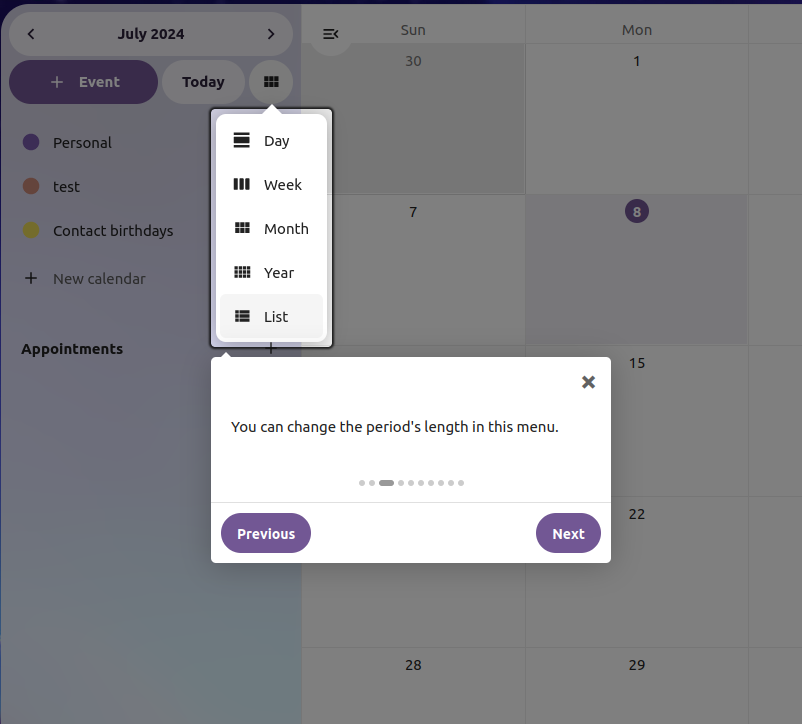 July 2024
Sun
Mon
Event
Today
30
1
Personal
test
Contact birthdays
New calendar
Appointments
Day
Week
Month
Year
List
7
8
15
You can change the period's length in this menu.
Previous
Next
22
28
29